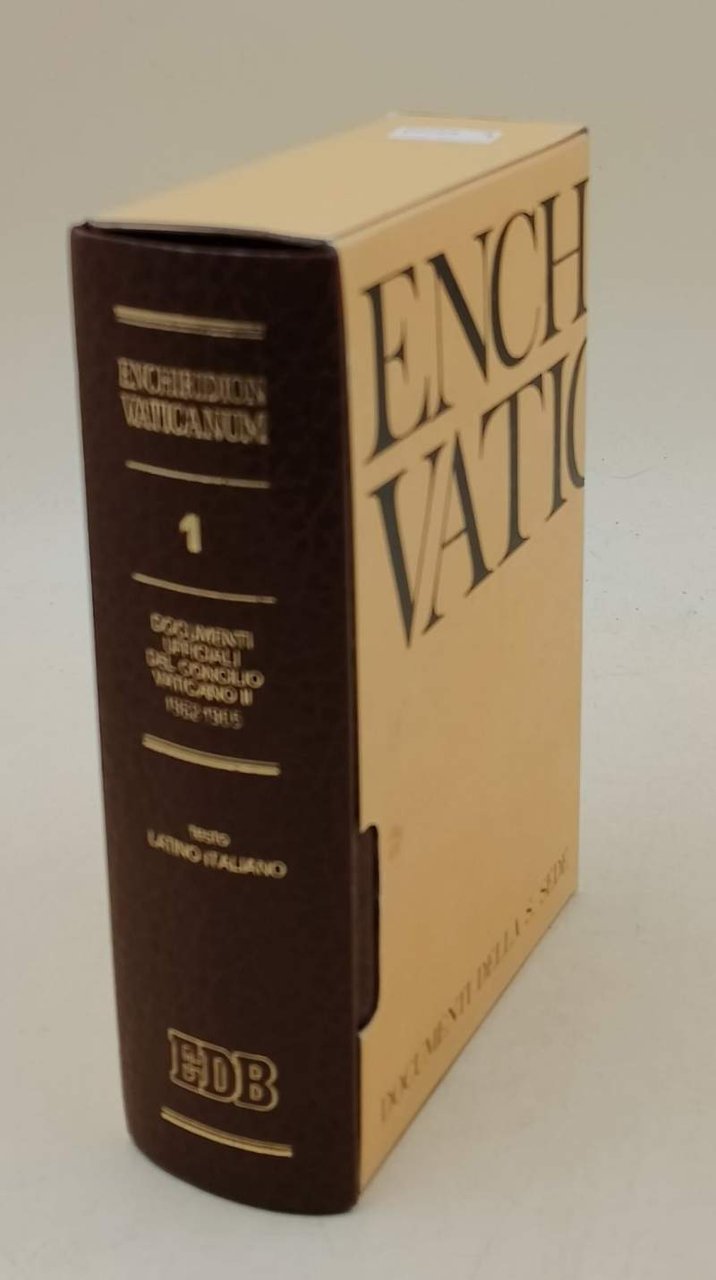 ENCHIRIDION
VATICANUM
1
DOCUMENTI
UFFICIALI
DEL CONCILIO
VATICANO II
1962-1965
TESTO
LATINO ITALIANO
EDB
ENCH
VATIC
DOCUMENTI DELLA S. SEDE